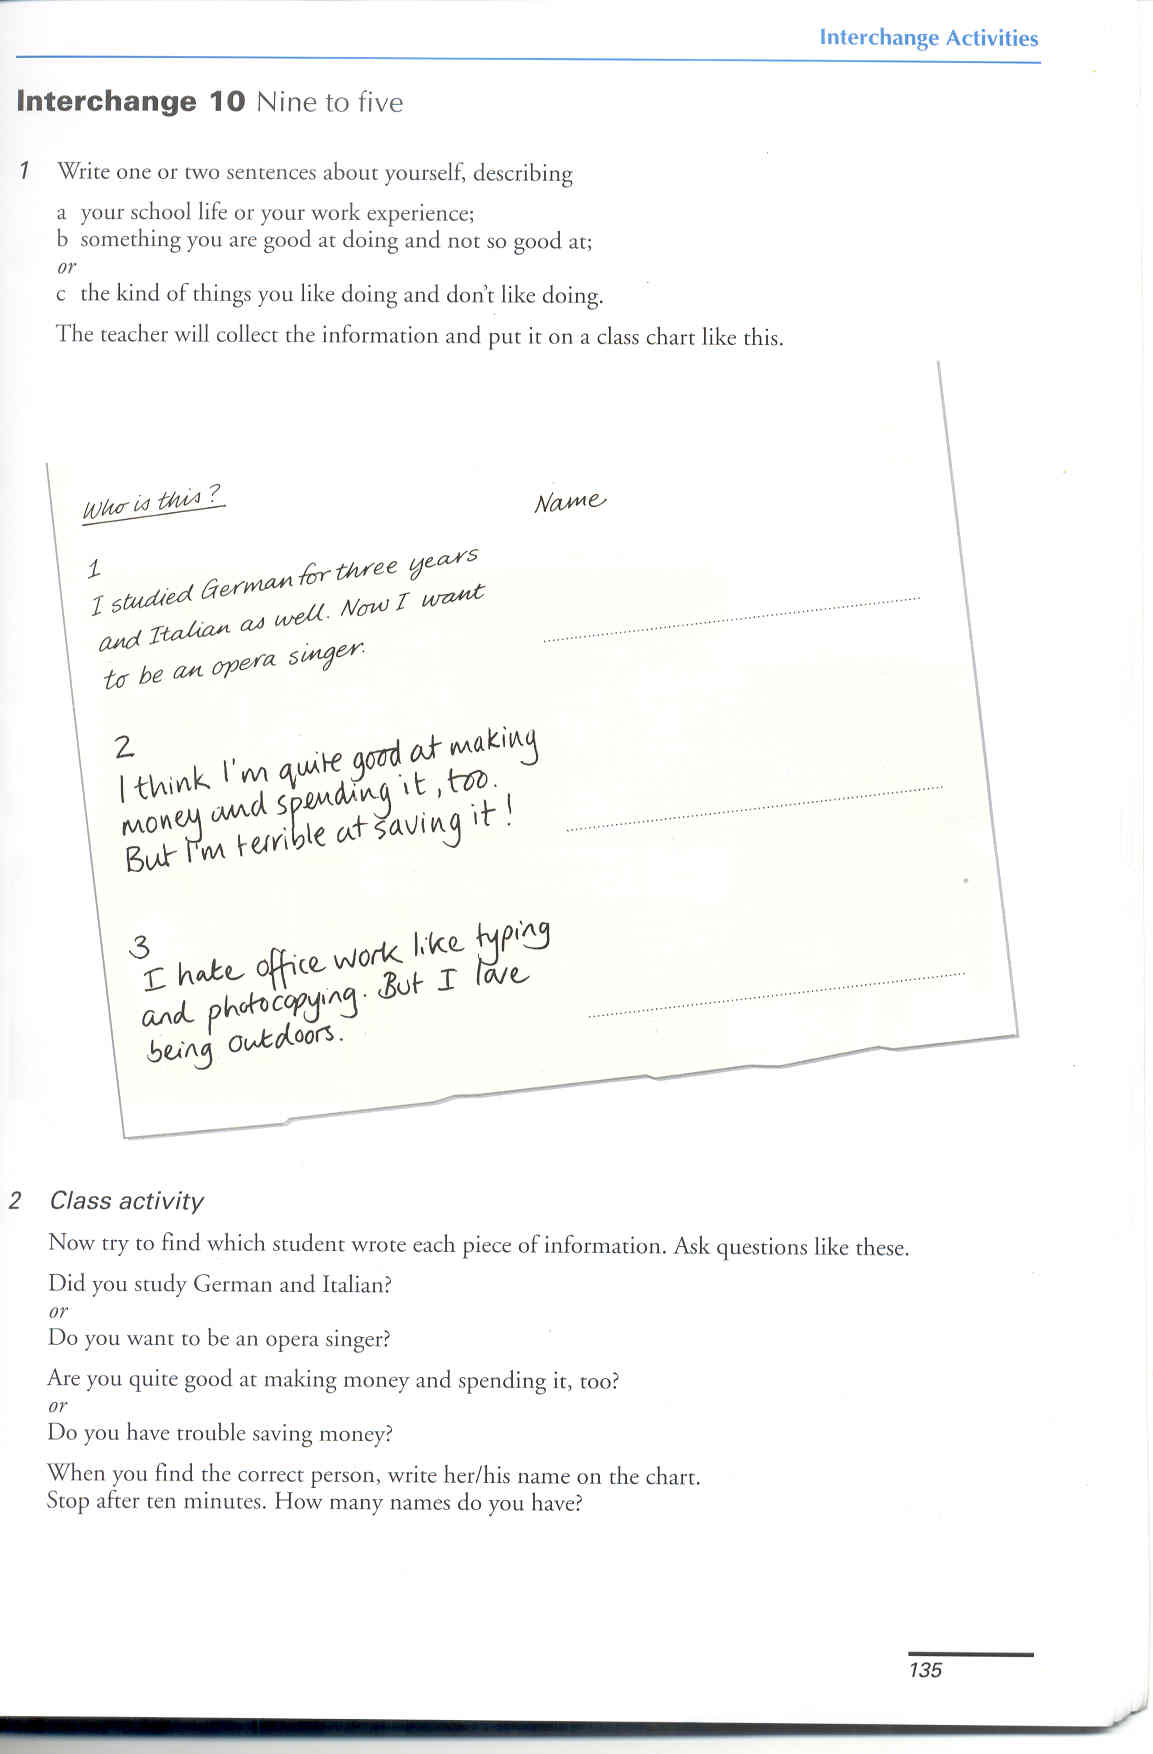 Interchange Activities
Interchange 10 Nine to five
1 Write one or two sentences about yourself, describing
a your school life or your work experience;
b something you are good at doing and not so good at;
or
c the kind of things you like doing and don't like doing.
The teacher will collect the information and put it on a class chart like this.
Who is this? Name
1
I studied German for three years
and Italian as well. Now I want
to be an opera singer.
2
I think I'm quite good at making
money and spending it, too.
But I'm terrible at saving it!
3
I hate office work like typing
and photocopying. But I love
being outdoors.
2 Class activity
Now try to find which student wrote each piece of information. Ask questions like these.
Did you study German and Italian?
or
Do you want to be an opera singer?
Are you quite good at making money and spending it, too?
or
Do you have trouble saving money?
When you find the correct person, write her/his name on the chart.
Stop after ten minutes. How many names do you have?
135